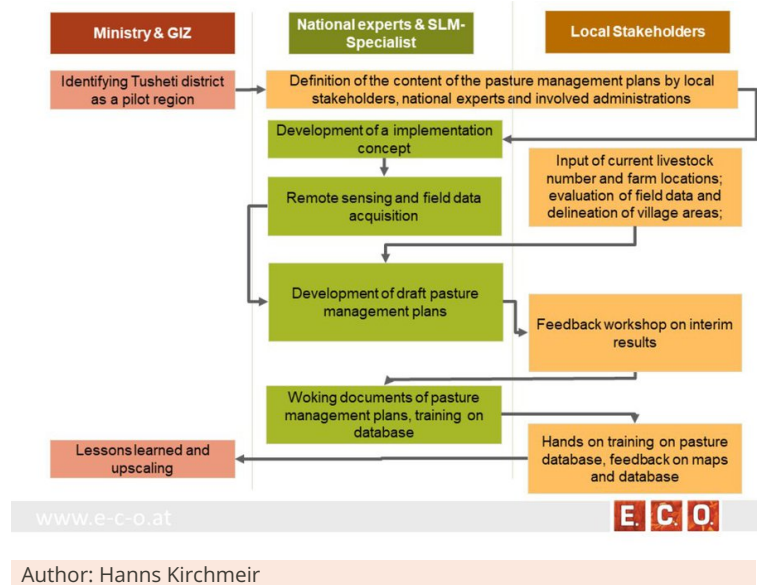 Ministry & GIZ
National experts & SLM-
Specialist
Local Stakeholders
Identifying Tusheti district
as a pilot region
Definition of the content of the pasture management plans by local
stakeholders, national experts and involved administrations
Development of a implementation
concept
Input of current livestock
number and farm locations;
evaluation of field data and
delineation of village areas;
Remote sensing and field data
acquisition
Development of draft pasture
management plans
Feedback workshop on interim
results
Woking documents of pasture
management plans, training on
database
Hands on training on pasture
database, feedback on maps
and database
Lessons learned and
upscaling
www.e-c-o.at
E. C. O.
Author: Hanns Kirchmeir